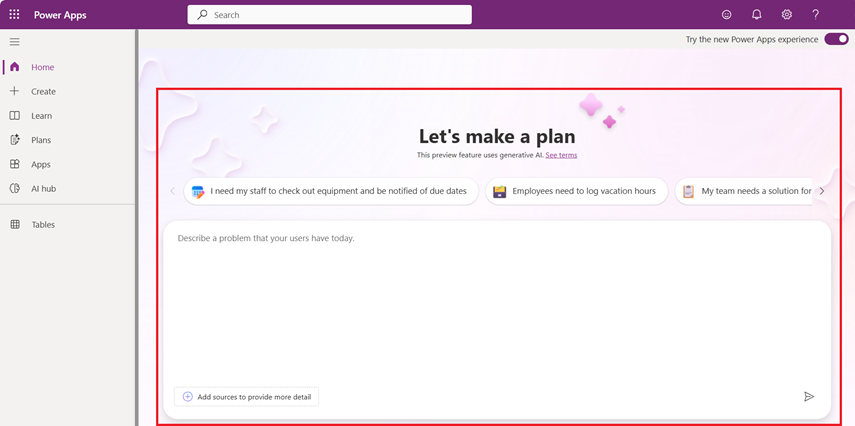 Power Apps
Search
Try the new Power Apps experience
Home
Create
Learn
Plans
Apps
AI hub
Tables
Let's make a plan
This preview feature uses generative AI. See terms
I need my staff to check out equipment and be notified of due dates
Employees need to log vacation hours
My team needs a solution for
Describe a problem that your users have today.
Add sources to provide more detail